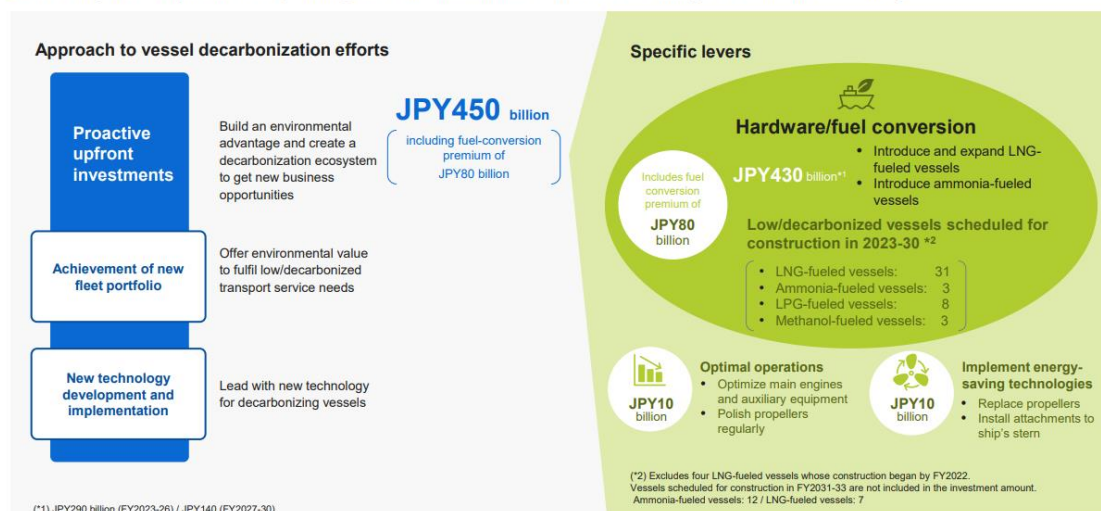 Approach to vessel decarbonization efforts
Proactive
upfront
investments
Build an environmental
advantage and create a
decarbonization ecosystem
to get new business
opportunities
JPY450 billion
including fuel-conversion
premium of
JPY80 billion
Achievement of new
fleet portfolio
Offer environmental value
to fulfil low/decarbonized
transport service needs
New technology
development and
implementation
Lead with new technology
for decarbonizing vessels
(*1) JPY290 billion (FY2023-26) / JPY140 (FY2027-30)
Specific levers
Hardware/fuel conversion
Includes fuel
conversion
premium of
JPY80
billion
JPY430 billion*1
• Introduce and expand LNG-
fueled vessels
• Introduce ammonia-fueled
vessels
Low/decarbonized vessels scheduled for
construction in 2023-30 *2
• LNG-fueled vessels: 31
• Ammonia-fueled vessels: 3
• LPG-fueled vessels: 8
• Methanol-fueled vessels: 3
JPY10
billion
Optimal operations
• Optimize main engines
and auxiliary equipment
• Polish propellers
regularly
JPY10
billion
Implement energy-
saving technologies
• Replace propellers
• Install attachments to
ship's stern
(*2) Excludes four LNG-fueled vessels whose construction began by FY2022.
Vessels scheduled for construction in FY2031-33 are not included in the investment amount.
Ammonia-fueled vessels: 12 / LNG-fueled vessels: 7